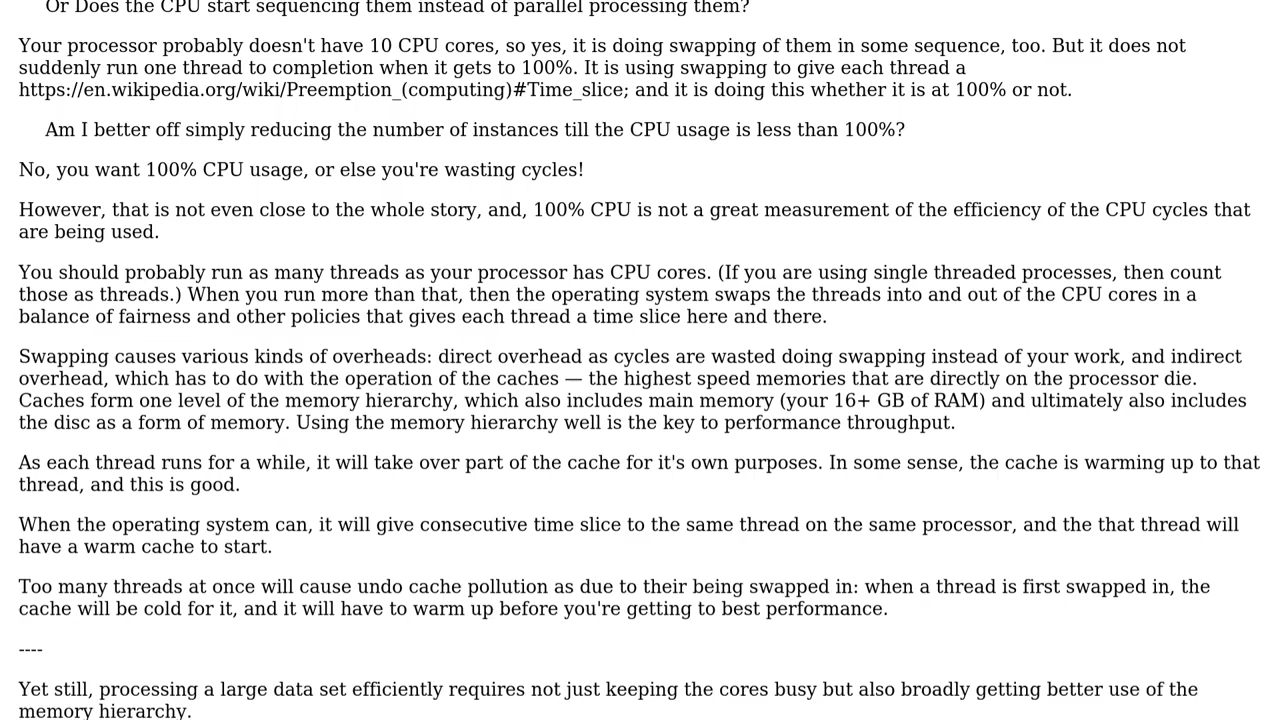 Or Does the CPU start sequencing them instead of parallel processing them?
Your processor probably doesn't have 10 CPU cores, so yes, it is doing swapping of them in some sequence, too. But it does not
suddenly run one thread to completion when it gets to 100%. It is using swapping to give each thread a
https://en.wikipedia.org/wiki/Preemption_(computing)#Time_slice; and it is doing this whether it is at 100% or not.
Am I better off simply reducing the number of instances till the CPU usage is less than 100%?
No, you want 100% CPU usage, or else you're wasting cycles!
However, that is not even close to the whole story, and, 100% CPU is not a great measurement of the efficiency of the CPU cycles that
are being used.
You should probably run as many threads as your processor has CPU cores. (If you are using single threaded processes, then count
those as threads.) When you run more than that, then the operating system swaps the threads into and out of the CPU cores in a
balance of fairness and other policies that gives each thread a time slice here and there.
Swapping causes various kinds of overheads: direct overhead as cycles are wasted doing swapping instead of your work, and indirect
overhead, which has to do with the operation of the caches — the highest speed memories that are directly on the processor die.
Caches form one level of the memory hierarchy, which also includes main memory (your 16+ GB of RAM) and ultimately also includes
the disc as a form of memory. Using the memory hierarchy well is the key to performance throughput.
As each thread runs for a while, it will take over part of the cache for it's own purposes. In some sense, the cache is warming up to that
thread, and this is good.
When the operating system can, it will give consecutive time slice to the same thread on the same processor, and the that thread will
have a warm cache to start.
Too many threads at once will cause undo cache pollution as due to their being swapped in: when a thread is first swapped in, the
cache will be cold for it, and it will have to warm up before you're getting to best performance.
----
Yet still, processing a large data set efficiently requires not just keeping the cores busy but also broadly getting better use of the
memory hierarchy.